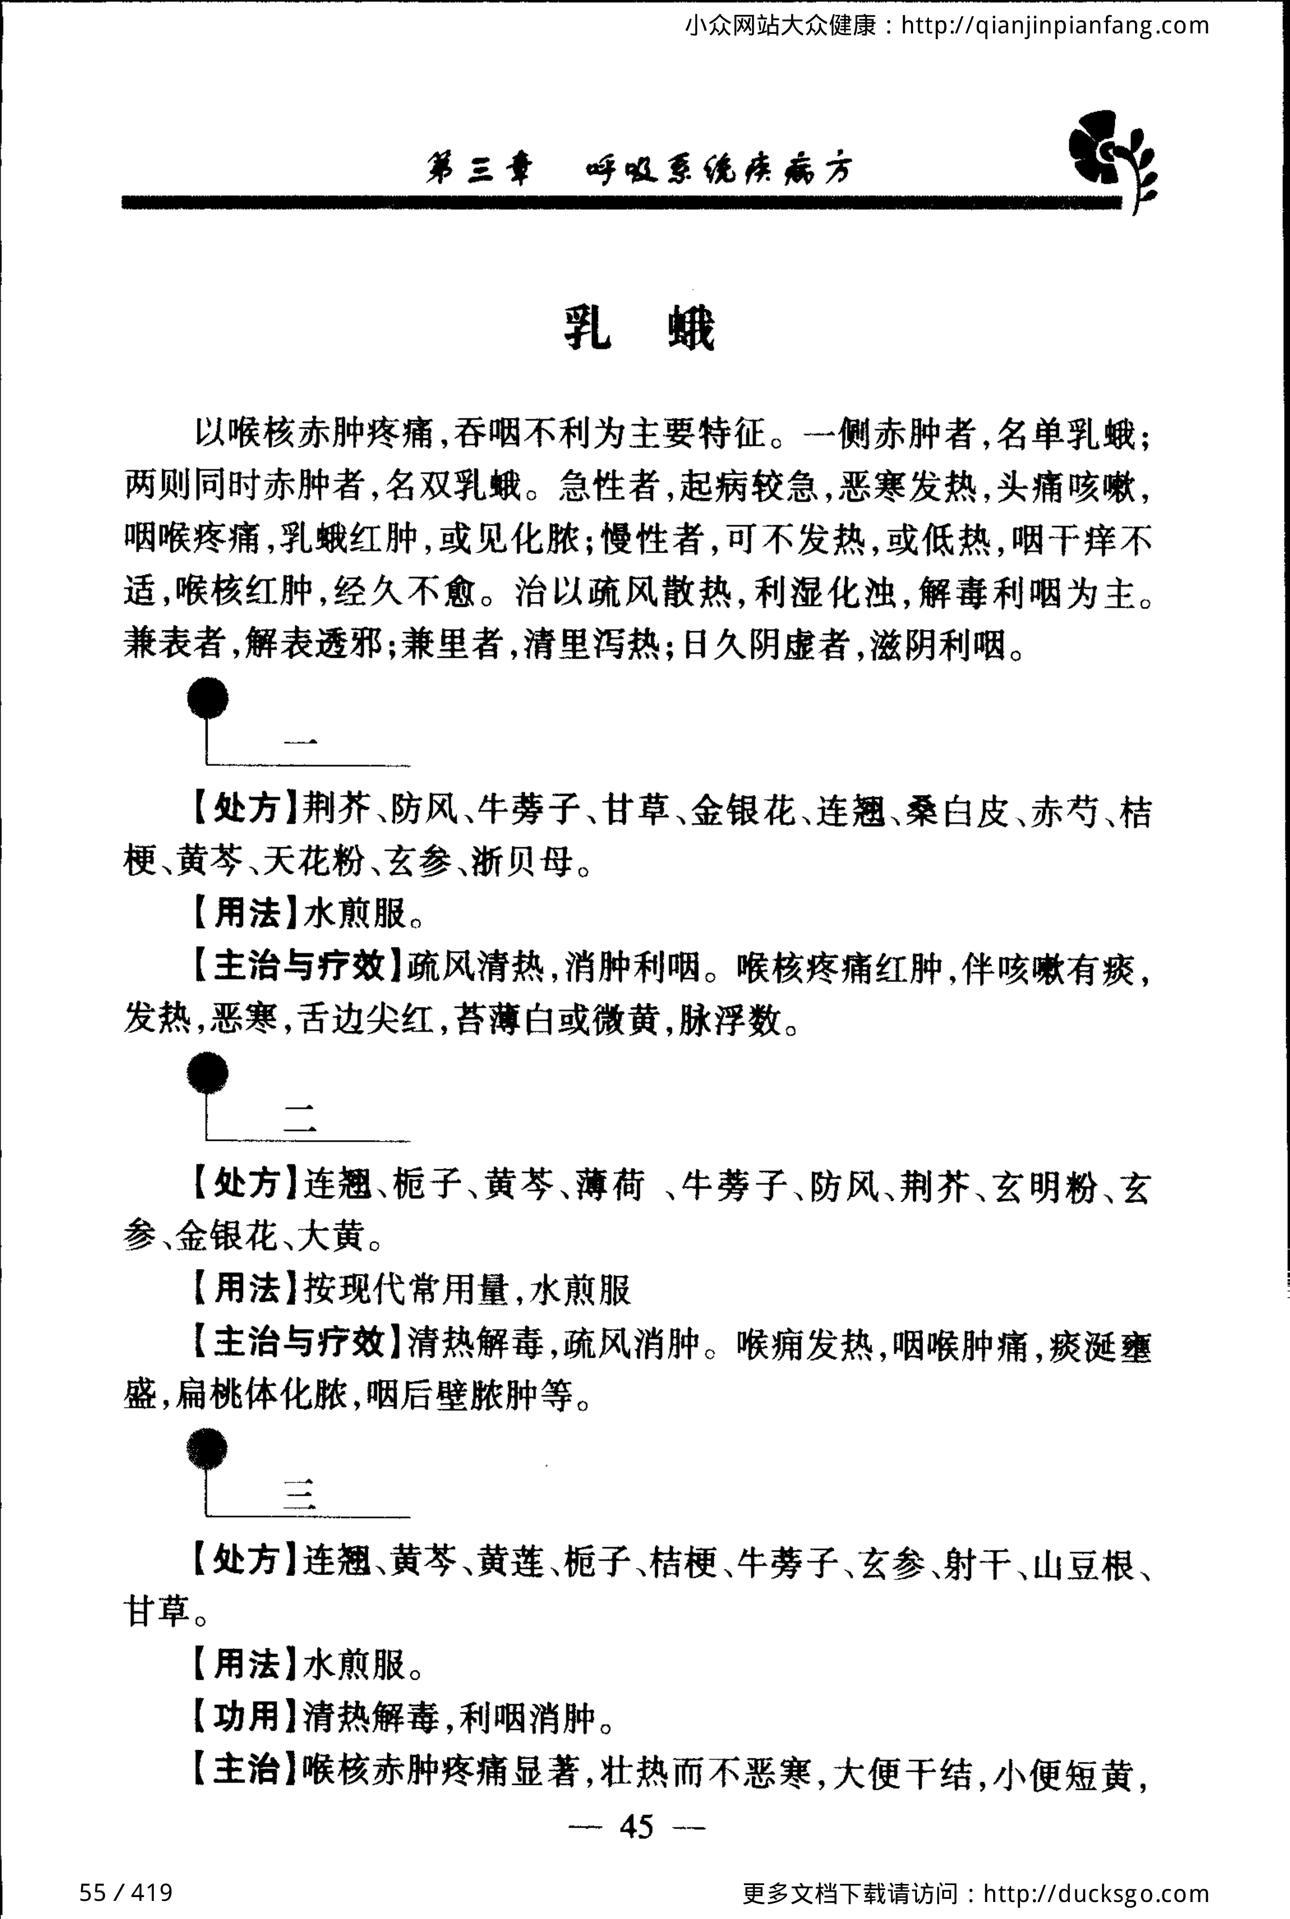 小众网站大众健康：http://qianjinpianfang.com
第三章 呼吸系统疾病方
乳 蛾
以喉核赤肿疼痛,吞咽不利为主要特征。一侧赤肿者,名单乳蛾;
两则同时赤肿者,名双乳蛾。急性者,起病较急,恶寒发热,头痛咳嗽,
咽喉疼痛,乳蛾红肿,或见化脓;慢性者,可不发热,或低热,咽干痒不
适,喉核红肿,经久不愈。治以疏风散热,利湿化浊,解毒利咽为主。
兼表者,解表透邪;兼里者,清里泻热;日久阴虚者,滋阴利咽。
一
【处方】荆芥、防风、牛蒡子、甘草、金银花、连翘、桑白皮、赤芍、桔
梗、黄芩、天花粉、玄参、浙贝母。
【用法】水煎服。
【主治与疗效】疏风清热,消肿利咽。喉核疼痛红肿,伴咳嗽有痰,
发热,恶寒,舌边尖红,苔薄白或微黄,脉浮数。
二
【处方】连翘、栀子、黄芩、薄荷 、牛蒡子、防风、荆芥、玄明粉、玄
参、金银花、大黄。
【用法】按现代常用量,水煎服
【主治与疗效】清热解毒,疏风消肿。喉痈发热,咽喉肿痛,痰涎壅
盛,扁桃体化脓,咽后壁脓肿等。
三
【处方】连翘、黄芩、黄莲、栀子、桔梗、牛蒡子、玄参、射干、山豆根、
甘草。
【用法】水煎服。
【功用】清热解毒,利咽消肿。
【主治】喉核赤肿疼痛显著,壮热而不恶寒,大便干结,小便短黄,
— 45 —
55 / 419
更多文档下载请访问：http://ducksgo.com